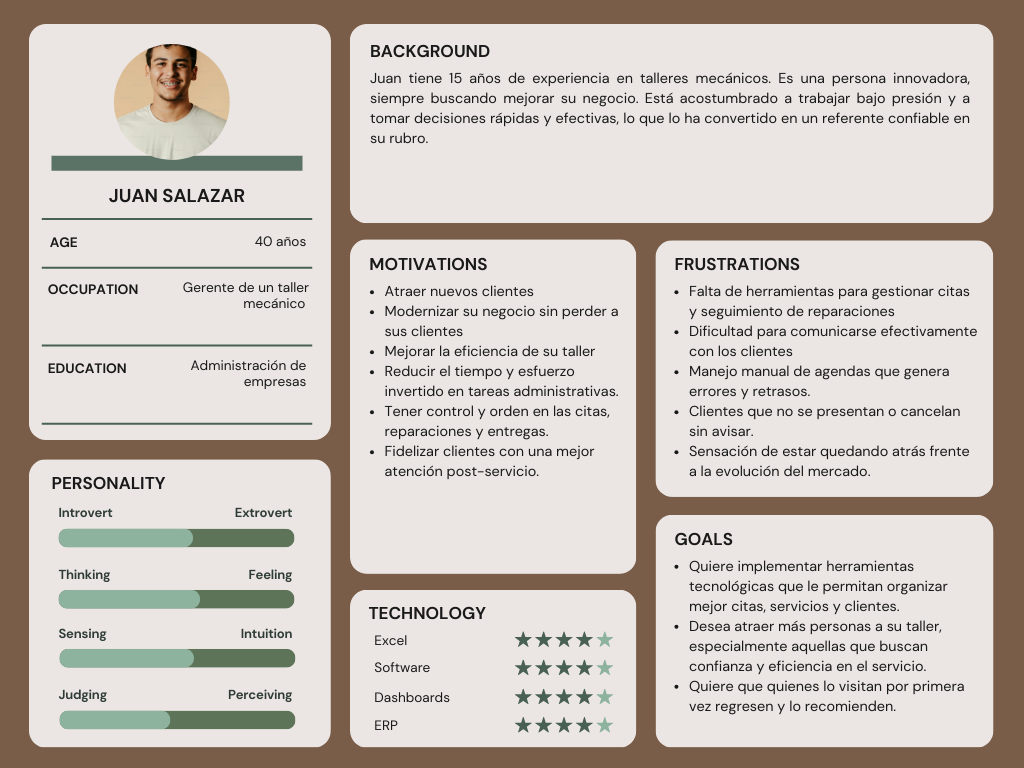 JUAN SALAZAR
AGE
40 años
OCCUPATION
Gerente de un taller
mecánico
EDUCATION
Administración de
empresas
PERSONALITY
Introvert
Extrovert
Thinking
Feeling
Sensing
Intuition
Judging
Perceiving
BACKGROUND
Juan tiene 15 años de experiencia en talleres mecánicos. Es una persona innovadora,
siempre buscando mejorar su negocio. Está acostumbrado a trabajar bajo presión y a
tomar decisiones rápidas y efectivas, lo que lo ha convertido en un referente confiable en
su rubro.
MOTIVATIONS
• Atraer nuevos clientes
• Modernizar su negocio sin perder a
sus clientes
• Mejorar la eficiencia de su taller
• Reducir el tiempo y esfuerzo
invertido en tareas administrativas.
• Tener control y orden en las citas,
reparaciones y entregas.
• Fidelizar clientes con una mejor
atención post-servicio.
TECHNOLOGY
Excel
Software
Dashboards
ERP
FRUSTRATIONS
• Falta de herramientas para gestionar citas
y seguimiento de reparaciones
• Dificultad para comunicarse efectivamente
con los clientes
• Manejo manual de agendas que genera
errores y retrasos.
• Clientes que no se presentan o cancelan
sin avisar.
• Sensación de estar quedando atrás frente
a la evolución del mercado.
GOALS
• Quiere implementar herramientas
tecnológicas que le permitan organizar
mejor citas, servicios y clientes.
• Desea atraer más personas a su taller,
especialmente aquellas que buscan
confianza y eficiencia en el servicio.
• Quiere que quienes lo visitan por primera
vez regresen y lo recomienden.